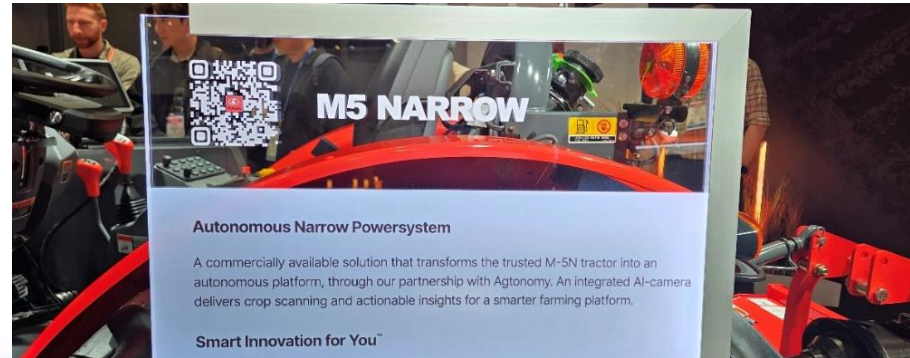 M5 NARROW
Autonomous Narrow Powersystem
A commercially available solution that transforms the trusted M-5N tractor into an
autonomous platform, through our partnership with Agtonomy. An integrated AI-camera
delivers crop scanning and actionable insights for a smarter farming platform.
Smart Innovation for You™